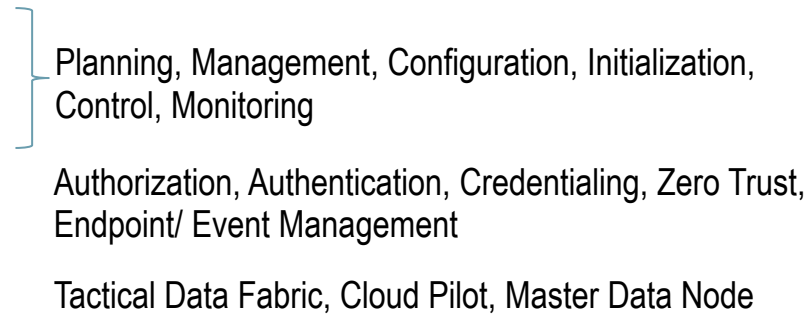 Planning, Management, Configuration, Initialization,
Control, Monitoring
Authorization, Authentication, Credentialing, Zero Trust,
Endpoint/ Event Management
Tactical Data Fabric, Cloud Pilot, Master Data Node